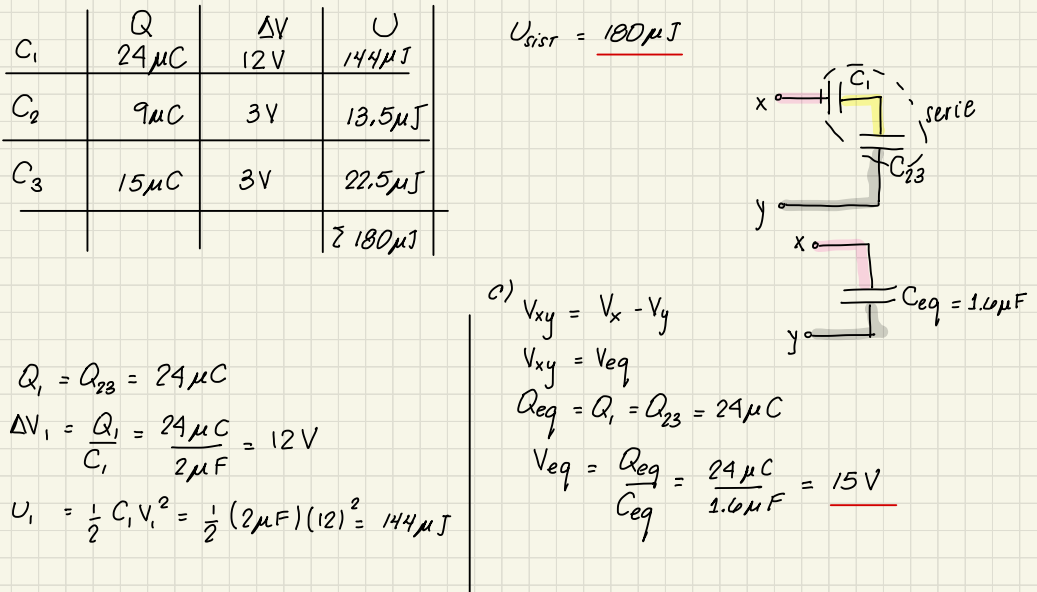 Q ΔV U
C₁ 24μC 12V 144μJ
C₂ 9μC 3V 13.5μJ
C₃ 15μC 3V 22.5μJ
Σ 180μJ
U_SIST = 180μJ
C₁
x
serie
C₂₃
y
x
C_eq = 1.6μF
y
Q₁ = Q₂₃ = 24μC
ΔV₁ = Q₁/C₁ = 24μC/2μF = 12V
U₁ = 1/2 C₁V₁² = 1/2 (2μF)(12)² = 144μJ
c)
V_xy = V_x - V_y
V_xy = V_eq
Q_eq = Q₁ = Q₂₃ = 24μC
V_eq = Q_eq/C_eq = 24μC/1.6μF = 15V